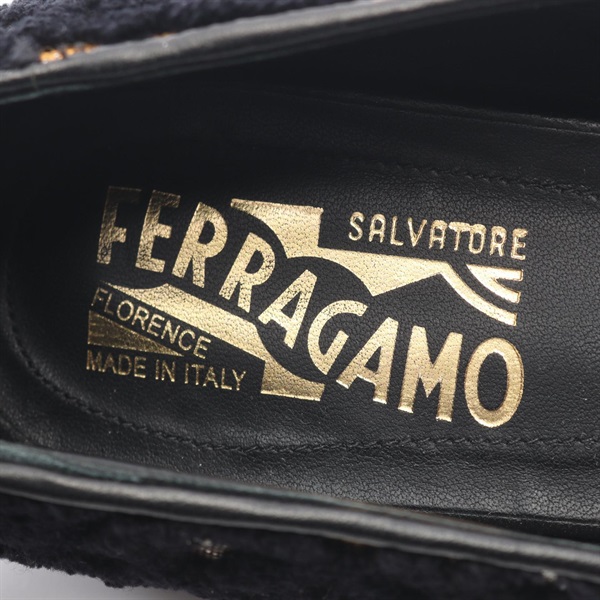 SALVATORE
FERRAGAMO
FLORENCE
MADE IN ITALY